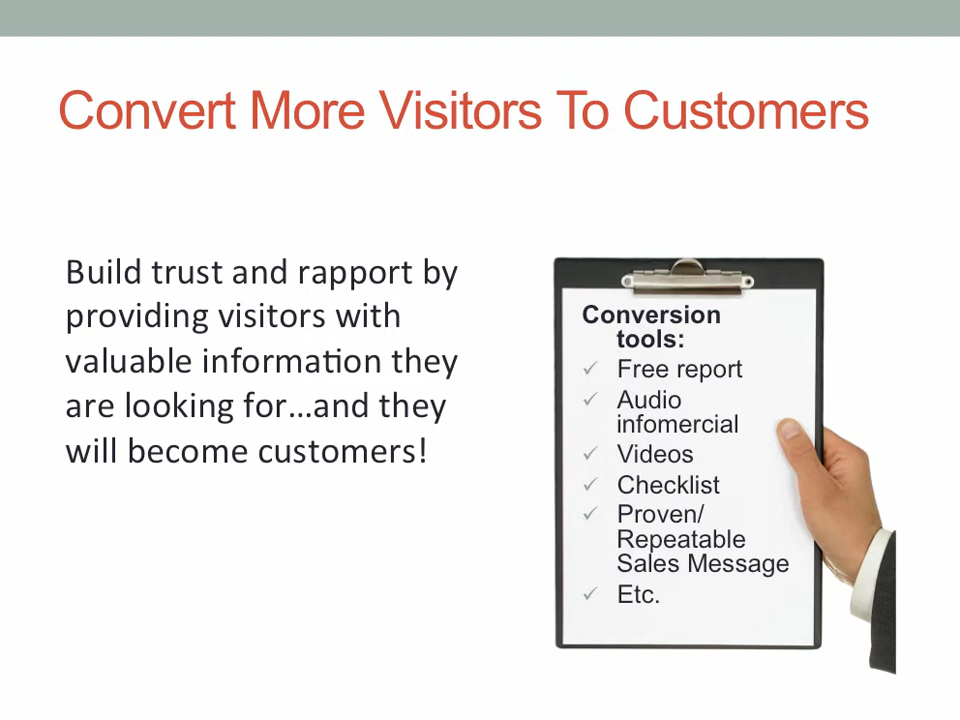 Convert More Visitors To Customers
Build trust and rapport by
providing visitors with
valuable information they
are looking for...and they
will become customers!
Conversion
tools:
✓ Free report
✓ Audio
infomercial
✓ Videos
✓ Checklist
✓ Proven/
Repeatable
Sales Message
✓ Etc.